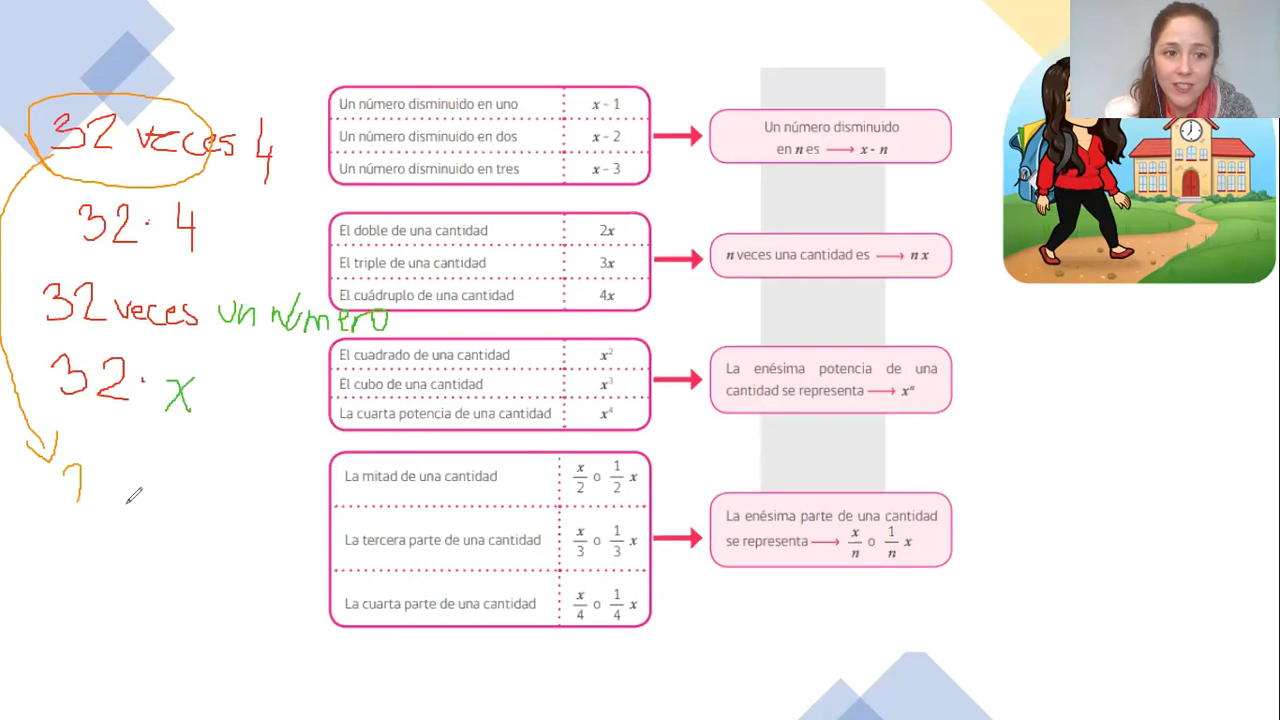 32 veces 4
32 · 4
32 veces un número
32 · x
Un número disminuido en uno x - 1
Un número disminuido en dos x - 2
Un número disminuido en tres x - 3
Un número disminuido
en n es ⟶ x - n
El doble de una cantidad 2x
El triple de una cantidad 3x
El cuádruplo de una cantidad 4x
n veces una cantidad es ⟶ n x
El cuadrado de una cantidad x²
El cubo de una cantidad x³
La cuarta potencia de una cantidad x⁴
La enésima potencia de una
cantidad se representa ⟶ xⁿ
La mitad de una cantidad x/2 o 1/2 x
La tercera parte de una cantidad x/3 o 1/3 x
La cuarta parte de una cantidad x/4 o 1/4 x
La enésima parte de una cantidad
se representa ⟶ x/n o 1/n x